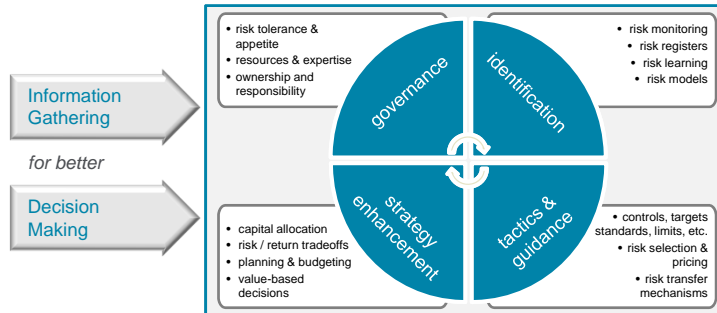 Information
Gathering
for better
Decision
Making
• risk tolerance &
appetite
• resources & expertise
• ownership and
responsibility
governance
identification
• risk monitoring
• risk registers
• risk learning
• risk models
• capital allocation
• risk / return tradeoffs
• planning & budgeting
• value-based
decisions
strategy
enhancement
tactics &
guidance
• controls, targets
standards, limits, etc.
• risk selection &
pricing
• risk transfer
mechanisms